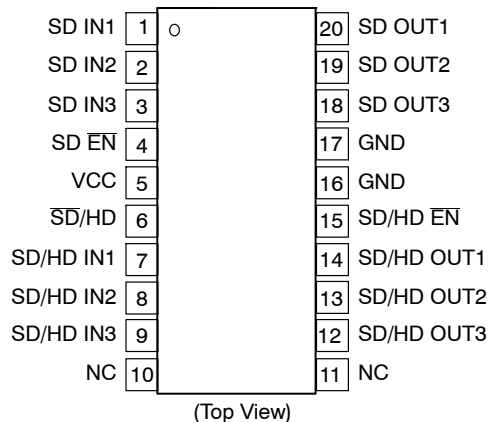 SD IN1 1 20 SD OUT1
SD IN2 2 19 SD OUT2
SD IN3 3 18 SD OUT3
SD E̅N̅ 4 17 GND
VCC 5 16 GND
S̅D̅/HD 6 15 SD/HD E̅N̅
SD/HD IN1 7 14 SD/HD OUT1
SD/HD IN2 8 13 SD/HD OUT2
SD/HD IN3 9 12 SD/HD OUT3
NC 10 11 NC
(Top View)